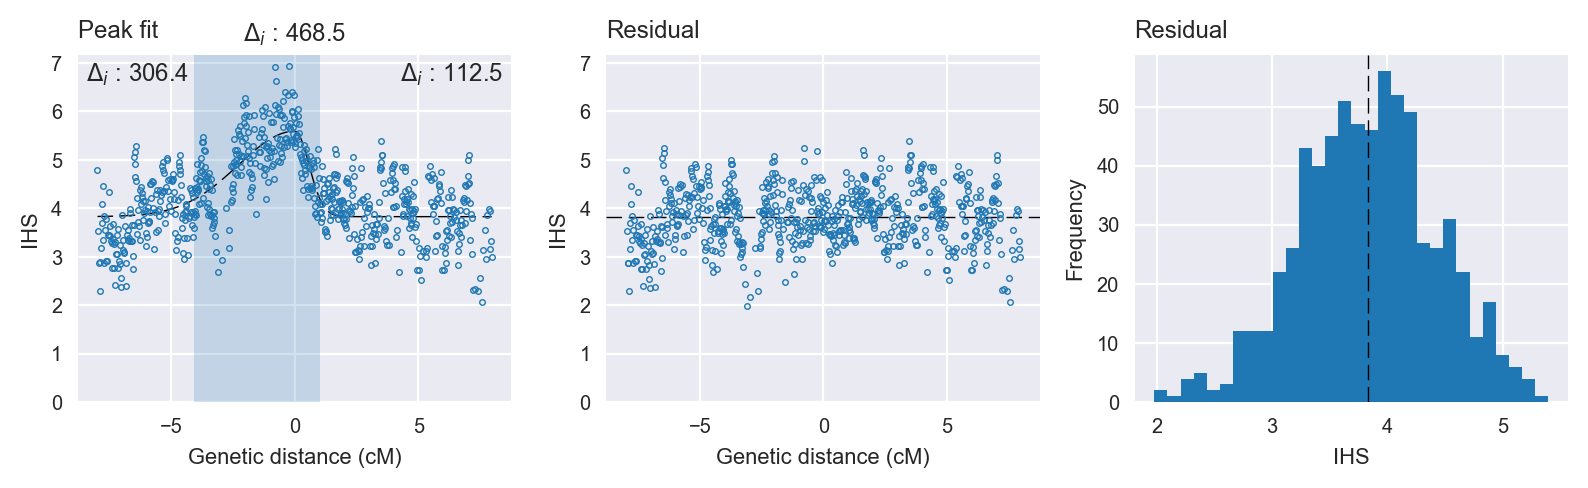 Peak fit
Δi : 468.5
Δi : 306.4
Δi : 112.5
7
6
5
4
3
2
1
0
IHS
−5 0 5
Genetic distance (cM)
Residual
7
6
5
4
3
2
1
0
IHS
−5 0 5
Genetic distance (cM)
Residual
50
40
30
20
10
0
Frequency
2 3 4 5
IHS